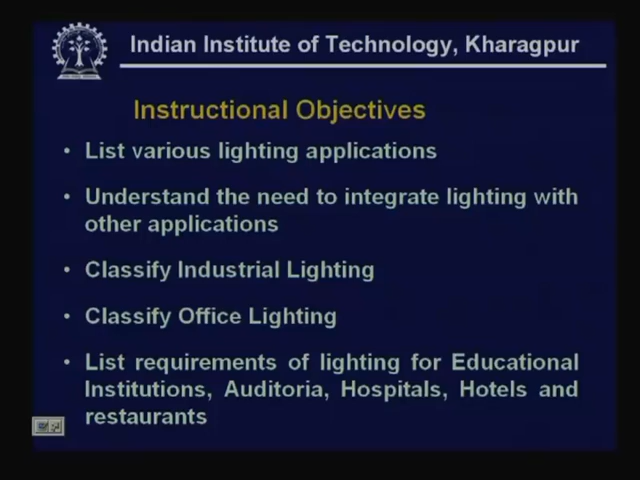 Indian Institute of Technology, Kharagpur
Instructional Objectives
• List various lighting applications
• Understand the need to integrate lighting with
other applications
• Classify Industrial Lighting
• Classify Office Lighting
• List requirements of lighting for Educational
Institutions, Auditoria, Hospitals, Hotels and
restaurants